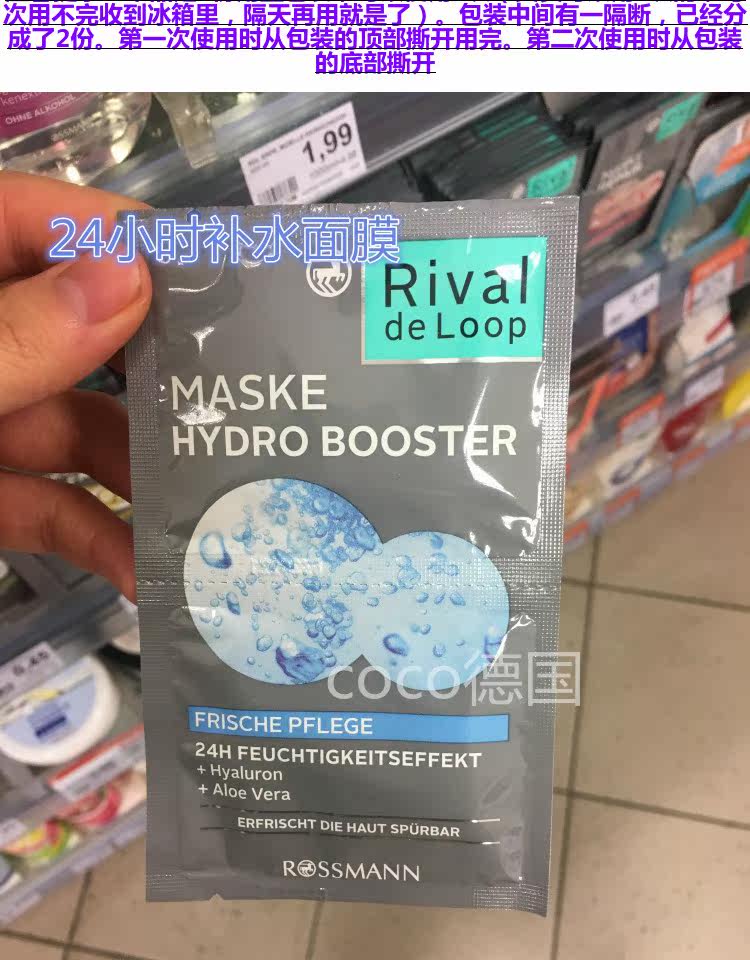 次用不完收到冰箱里，隔天再用就是了）。包装中间有一隔断，已经分
成了2份。第一次使用时从包装的顶部撕开用完。第二次使用时从包装
的底部撕开
OHNE ALKOHOL
ROSSMANN
1,99
24小时补水面膜
Rival
de Loop
MASKE
HYDRO BOOSTER
coco德国
FRISCHE PFLEGE
24H FEUCHTIGKEITSEFFEKT
+ Hyaluron
+ Aloe Vera
ERFRISCHT DIE HAUT SPÜRBAR
ROSSMANN